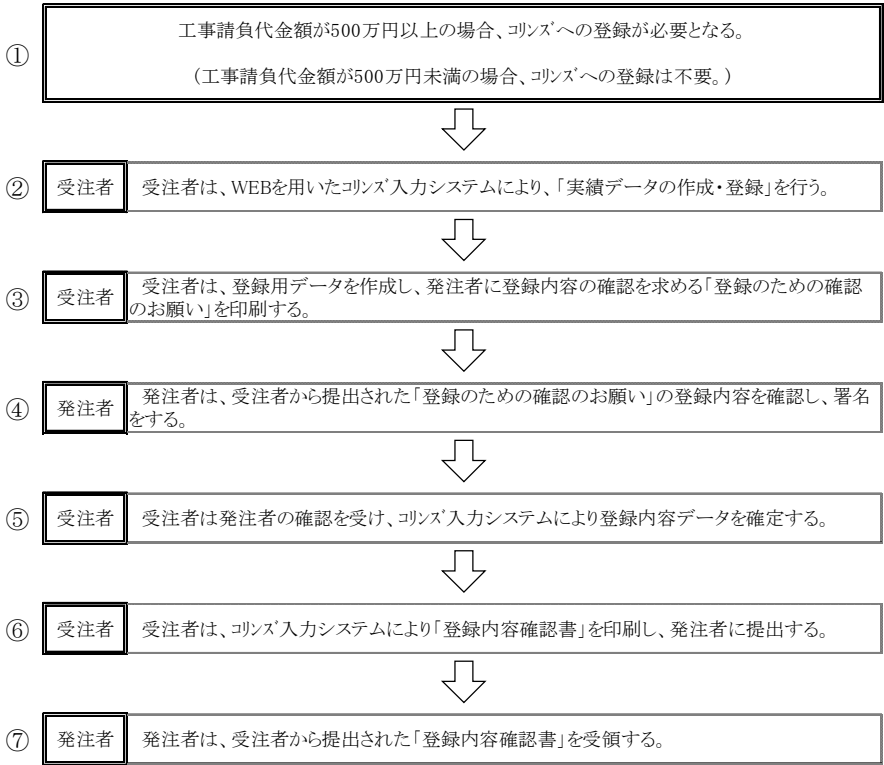 ①
工事請負代金額が500万円以上の場合、ｺﾘﾝｽﾞへの登録が必要となる。
(工事請負代金額が500万円未満の場合、ｺﾘﾝｽﾞへの登録は不要。)
② 受注者 受注者は、WEBを用いたｺﾘﾝｽﾞ入力システムにより、「実績データの作成・登録」を行う。
③ 受注者 受注者は、登録用データを作成し、発注者に登録内容の確認を求める「登録のための確認
のお願い」を印刷する。
④ 発注者 発注者は、受注者から提出された「登録のための確認のお願い」の登録内容を確認し、署名
をする。
⑤ 受注者 受注者は発注者の確認を受け、ｺﾘﾝｽﾞ入力システムにより登録内容データを確定する。
⑥ 受注者 受注者は、ｺﾘﾝｽﾞ入力システムにより「登録内容確認書」を印刷し、発注者に提出する。
⑦ 発注者 発注者は、受注者から提出された「登録内容確認書」を受領する。